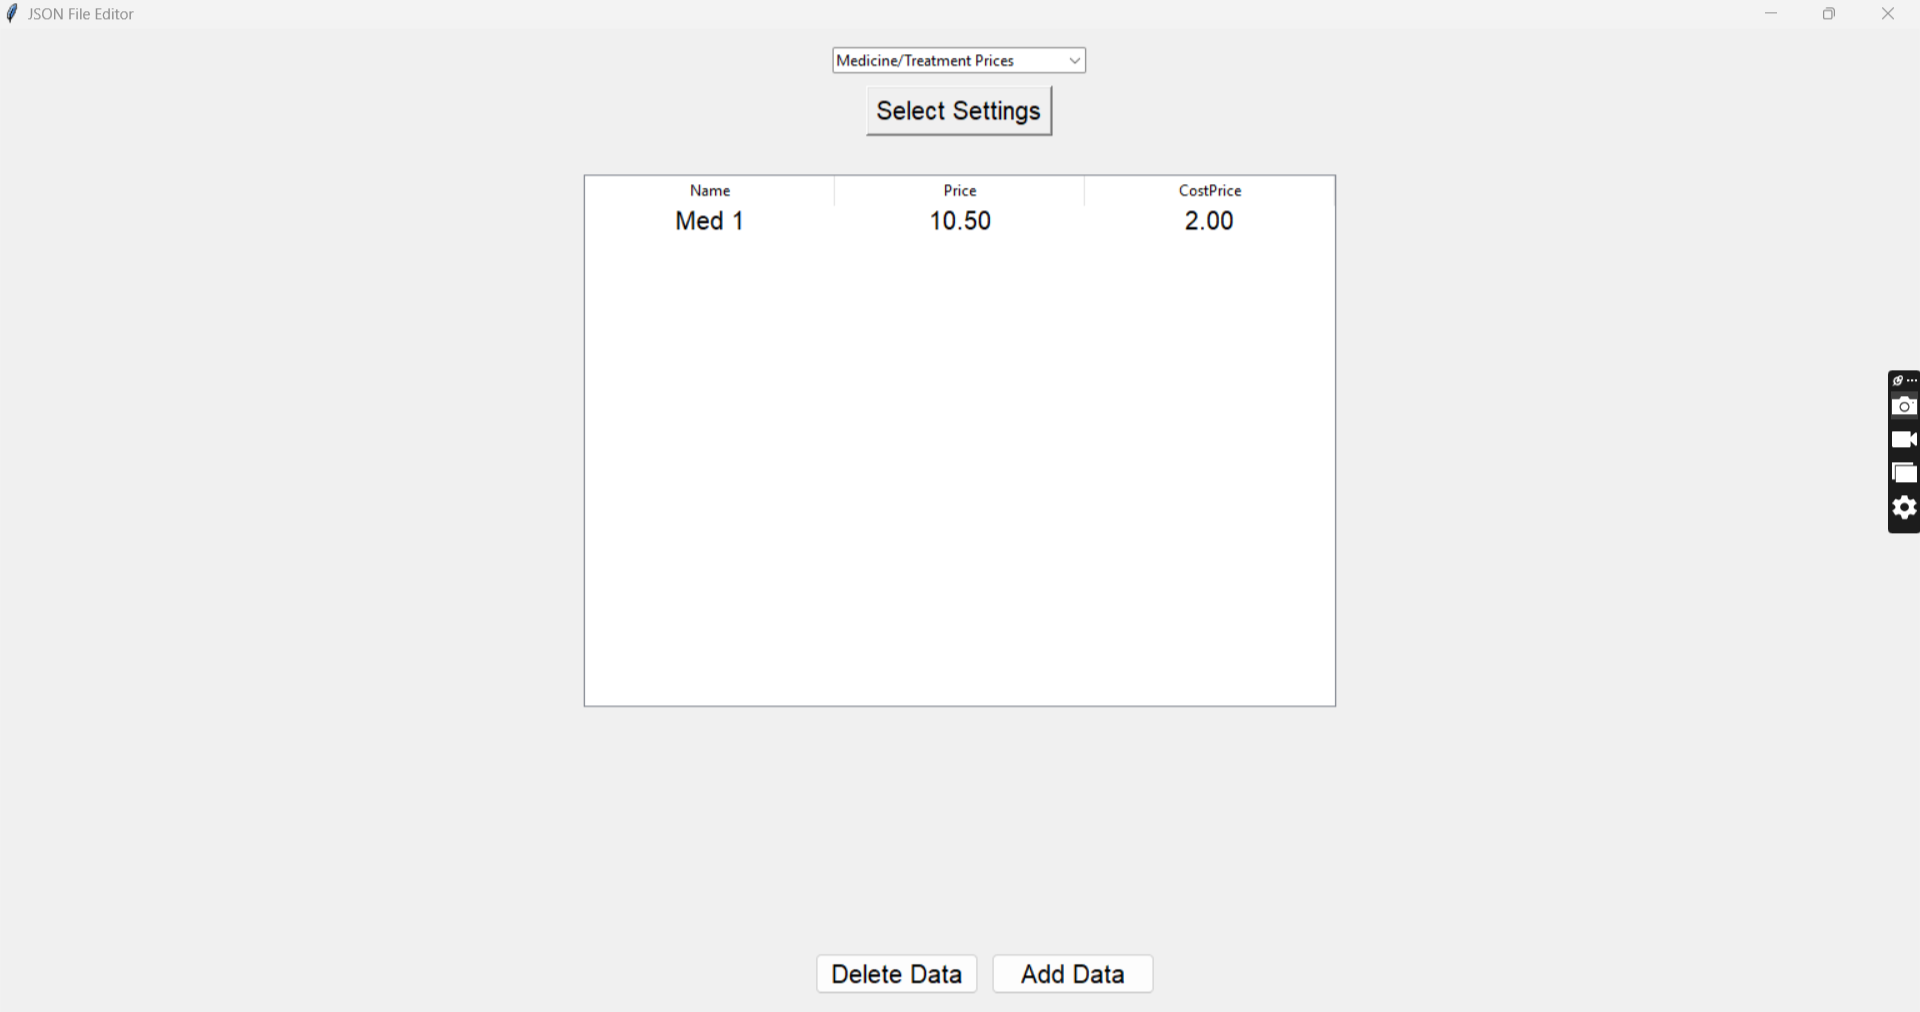 JSON File Editor
Medicine/Treatment Prices
Select Settings
Name Price CostPrice
Med 1 10.50 2.00
Delete Data Add Data